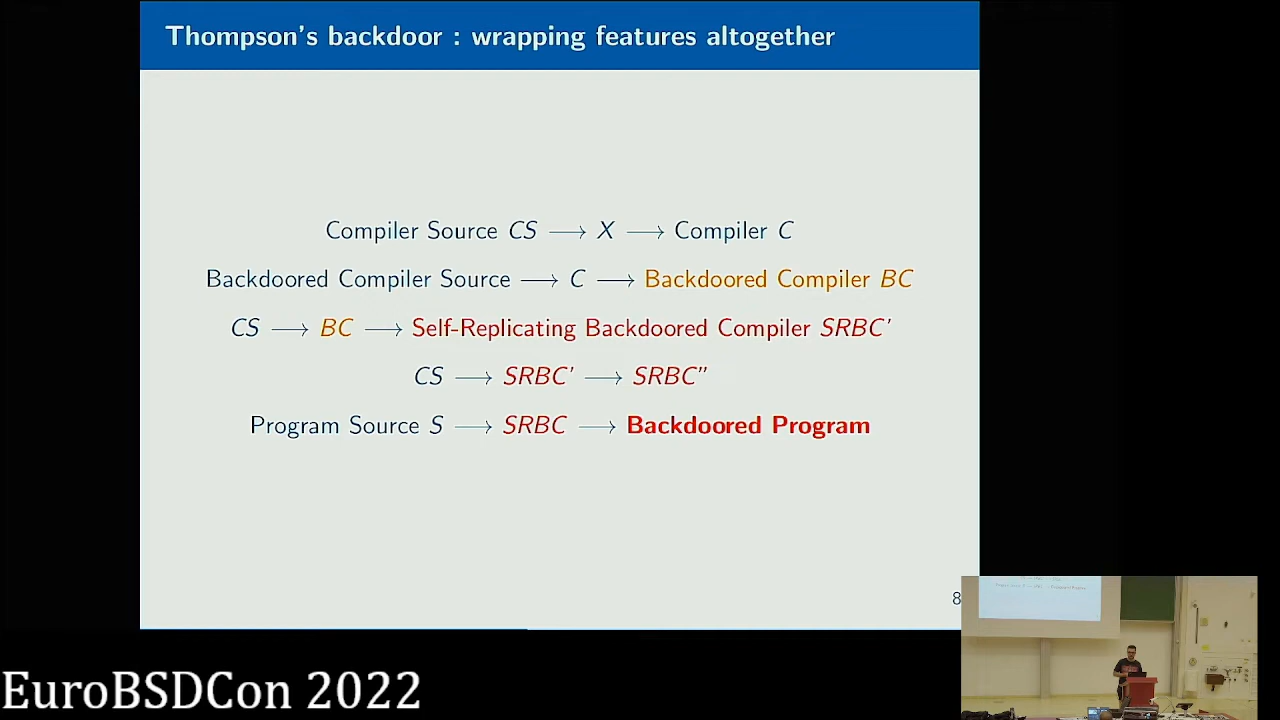 Thompson's backdoor : wrapping features altogether
Compiler Source CS ⟶ X ⟶ Compiler C
Backdoored Compiler Source ⟶ C ⟶ Backdoored Compiler BC
CS ⟶ BC ⟶ Self-Replicating Backdoored Compiler SRBC'
CS ⟶ SRBC' ⟶ SRBC”
Program Source S ⟶ SRBC ⟶ Backdoored Program
8
EuroBSDCon 2022